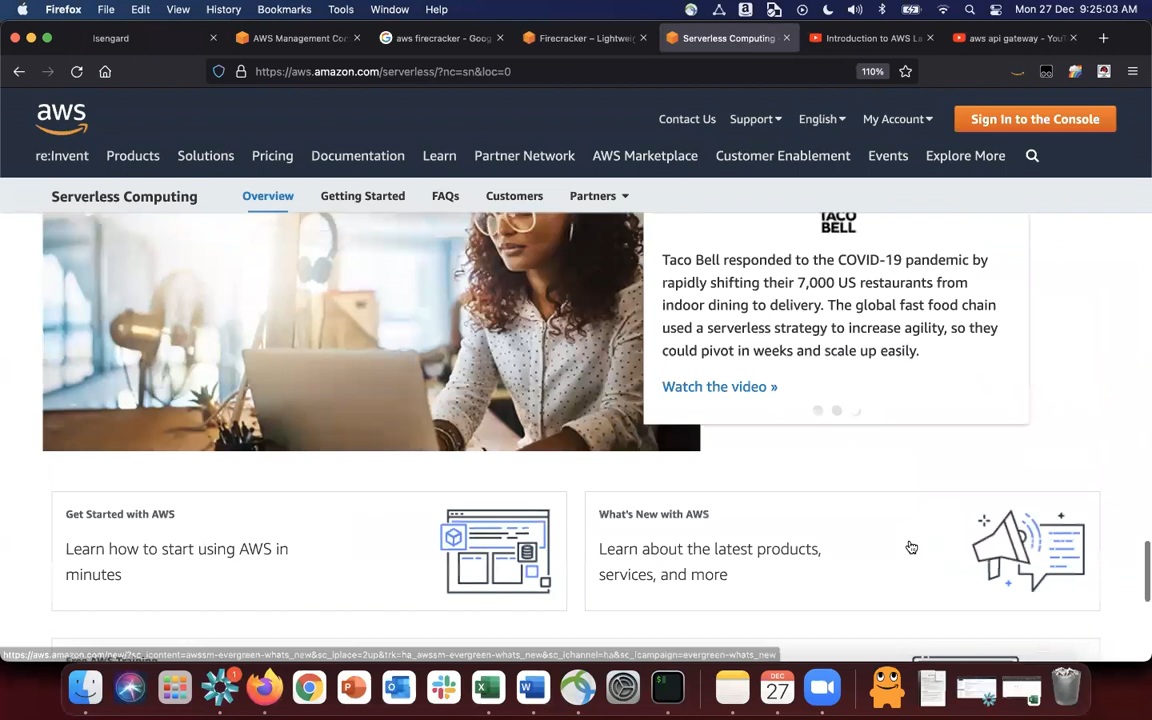 Firefox File Edit View History Bookmarks Tools Window Help Mon 27 Dec 9:25:03 AM
Isengard AWS Management Con aws firecracker - Goog Firecracker – Lightweig Serverless Computing - Introduction to AWS La aws api gateway - YouT
https://aws.amazon.com/serverless/?nc=sn&loc=0 110%
aws
Contact Us Support English My Account Sign In to the Console
re:Invent Products Solutions Pricing Documentation Learn Partner Network AWS Marketplace Customer Enablement Events Explore More
Serverless Computing Overview Getting Started FAQs Customers Partners
TACO
BELL
Taco Bell responded to the COVID-19 pandemic by
rapidly shifting their 7,000 US restaurants from
indoor dining to delivery. The global fast food chain
used a serverless strategy to increase agility, so they
could pivot in weeks and scale up easily.
Watch the video »
Get Started with AWS
Learn how to start using AWS in
minutes
What's New with AWS
Learn about the latest products,
services, and more
https://aws.amazon.com/new/?nc_icontent=awssm-evergreen-whats_new&sc_iplace=2up&trk=ha_awssm-evergreen-whats_new&sc_ichannel=ha&sc_icampaign=evergreen-whats_new
1
DEC
27